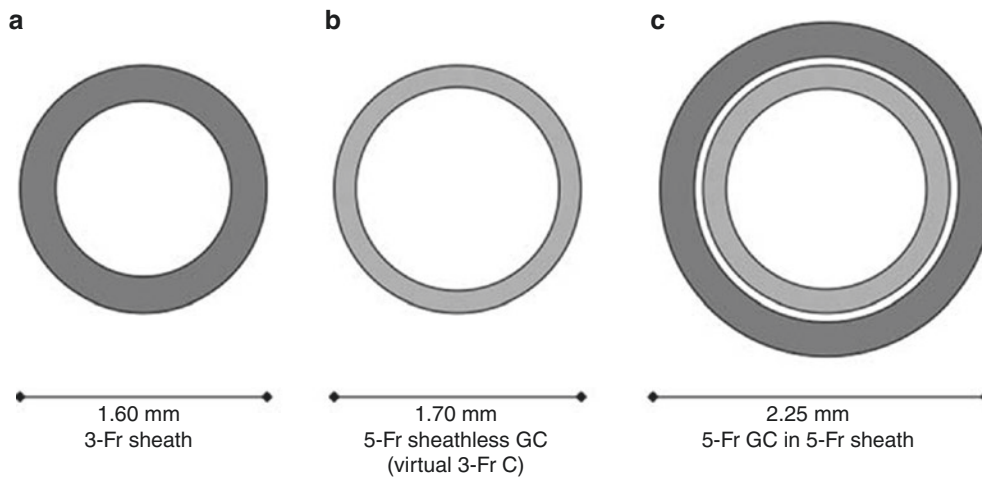 a
b
c
1.60 mm
3-Fr sheath
1.70 mm
5-Fr sheathless GC
(virtual 3-Fr C)
2.25 mm
5-Fr GC in 5-Fr sheath